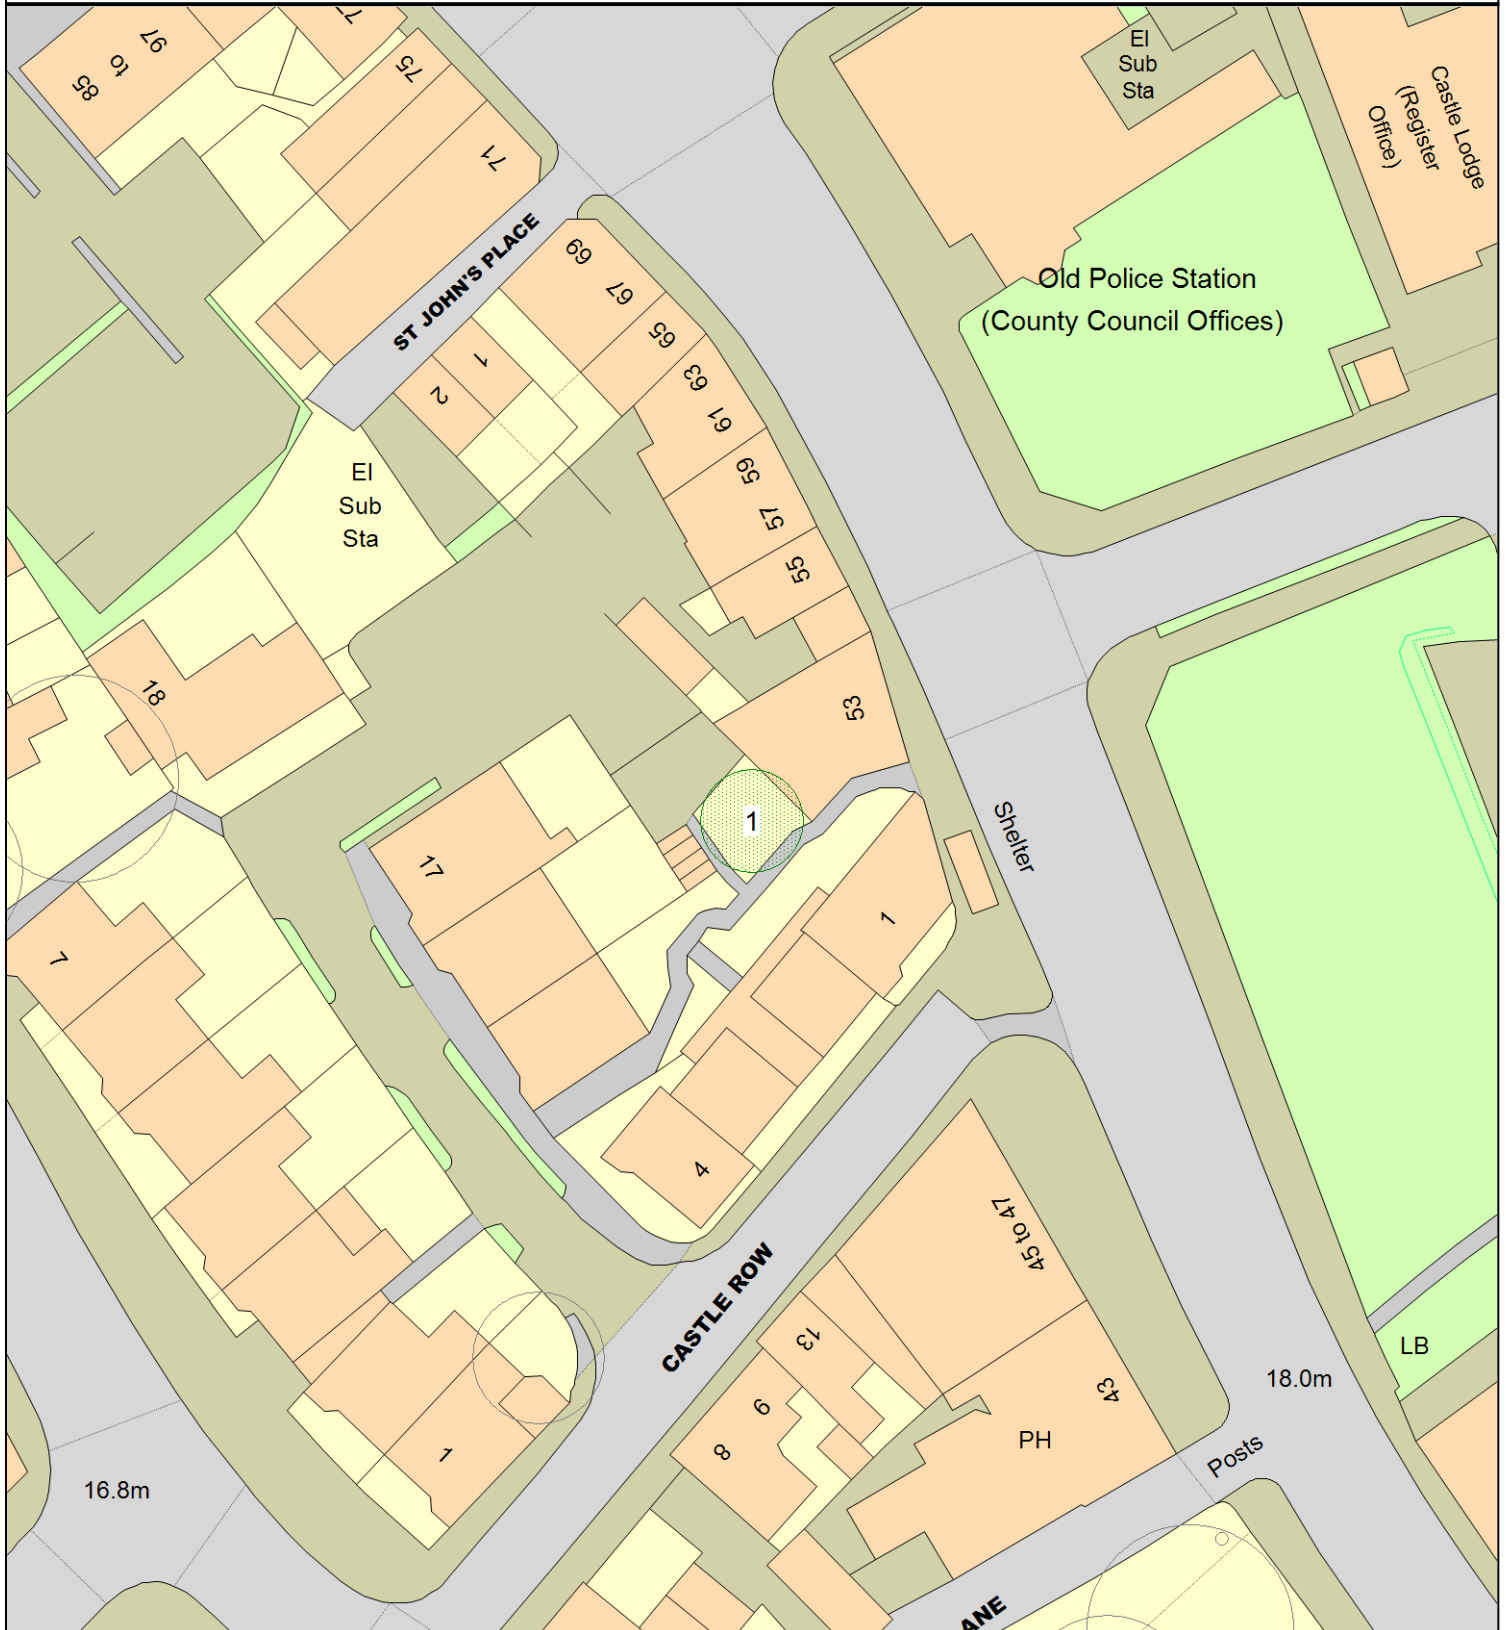 77
97
to
85
75
71
El
Sub
Sta
Castle Lodge
(Register
Office)
ST JOHN'S PLACE
69
67
65
63
61
59
57
55
53
1
2
Old Police Station
(County Council Offices)
El
Sub
Sta
18
1
Shelter
17
1
7
4
45 to 47
CASTLE ROW
13
9
8
43
PH
LB
18.0m
Posts
1
16.8m
ANE